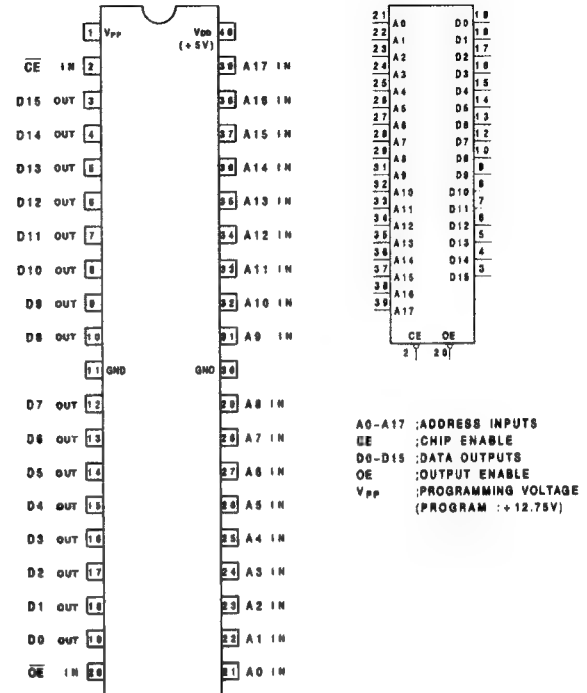 1 VPP VDD 40
(+5V)
CE IN 2 39 A17 IN
D15 OUT 3 38 A16 IN
D14 OUT 4 37 A15 IN
D13 OUT 5 36 A14 IN
D12 OUT 6 35 A13 IN
D11 OUT 7 34 A12 IN
D10 OUT 8 33 A11 IN
D9 OUT 9 32 A10 IN
D8 OUT 10 31 A9 IN
11 GND GND 30
D7 OUT 12 29 A8 IN
D6 OUT 13 28 A7 IN
D5 OUT 14 27 A6 IN
D4 OUT 15 26 A5 IN
D3 OUT 16 25 A4 IN
D2 OUT 17 24 A3 IN
D1 OUT 18 23 A2 IN
D0 OUT 19 22 A1 IN
OE IN 20 21 A0 IN
21 A0 D0 19
22 A1 D1 18
23 A2 D2 17
24 A3 D3 16
25 A4 D4 15
26 A5 D5 14
27 A6 D6 13
28 A7 D7 12
29 A8 D8 10
31 A9 D9 9
32 A10 D10 8
33 A11 D11 7
34 A12 D12 6
35 A13 D13 5
36 A14 D14 4
37 A15 D15 3
38 A16
39 A17
CE OE
2 20
A0-A17 ;ADDRESS INPUTS
CE ;CHIP ENABLE
D0-D15 ;DATA OUTPUTS
OE ;OUTPUT ENABLE
VPP ;PROGRAMMING VOLTAGE
(PROGRAM :+12.75V)